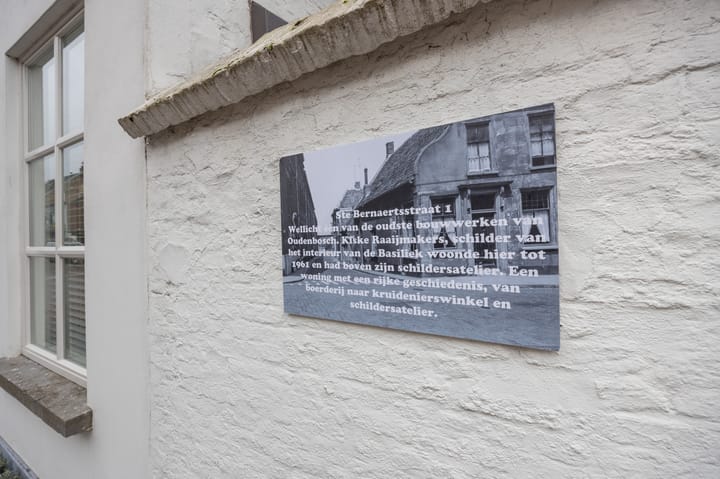 Ste Bernaertsstraat 1
Wellicht een van de oudste bouwwerken van
Oudenbosch. Kiske Raaijmakers, schilder van
het interieur van de Basiliek woonde hier tot
1961 en had boven zijn schildersatelier. Een
woning met een rijke geschiedenis, van
boerderij naar kruidenierswinkel en
schildersatelier.